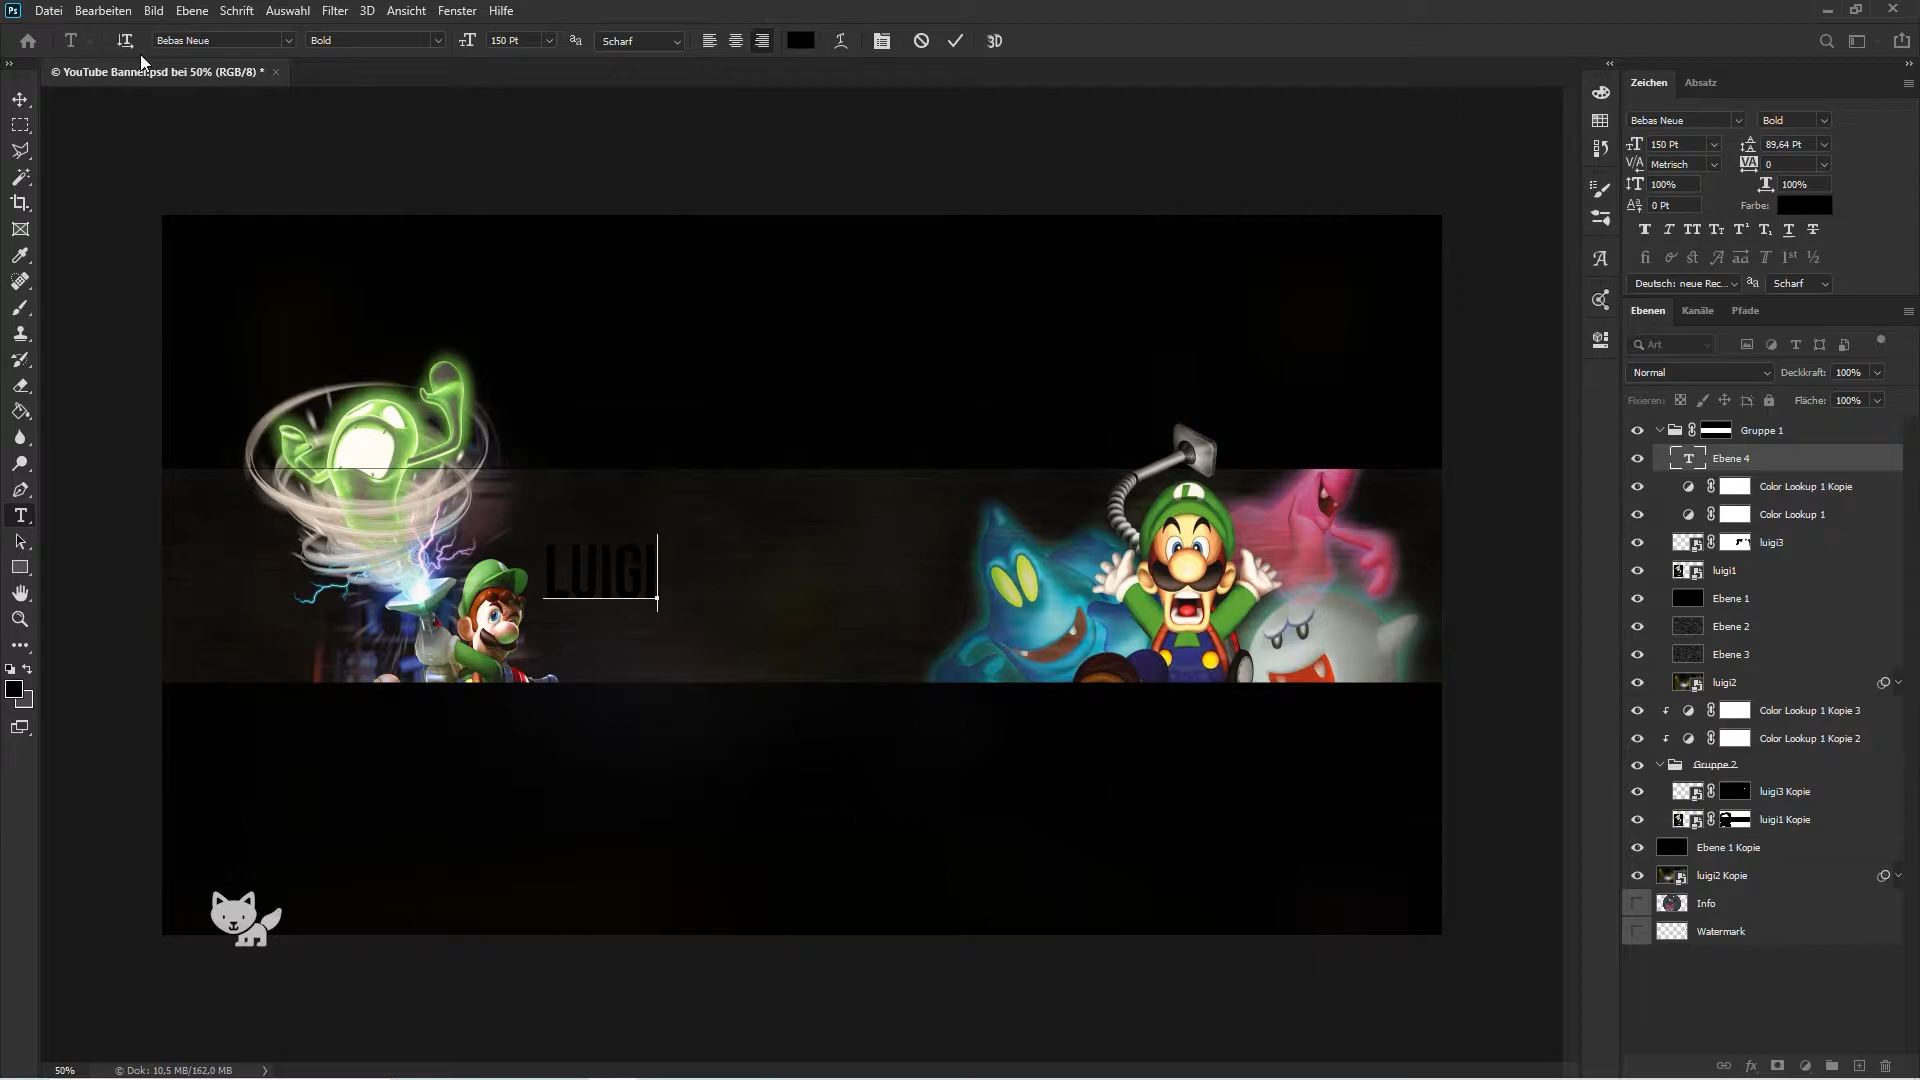 Ps Datei Bearbeiten Bild Ebene Schrift Auswahl Filter 3D Ansicht Fenster Hilfe
T Bebas Neue Bold 150 Pt Scharf 3D
© YouTube Banner.psd bei 50% (RGB/8) *
Zeichen Absatz
Bebas Neue Bold
150 Pt 89,64 Pt
Metrisch 0
100% 100%
0 Pt Farbe:
Deutsch: neue Rec... Scharf
Ebenen Kanäle Pfade
Art
Normal Deckkraft: 100%
Fixieren: Fläche: 100%
Gruppe 1
Ebene 4
Color Lookup 1 Kopie
Color Lookup 1
luigi3
luigi1
Ebene 1
Ebene 2
Ebene 3
luigi2
Color Lookup 1 Kopie 3
Color Lookup 1 Kopie 2
Gruppe 2
luigi3 Kopie
luigi1 Kopie
Ebene 1 Kopie
luigi2 Kopie
Info
Watermark
LUIGI
L
50% © Dok: 10,5 MB/162,0 MB